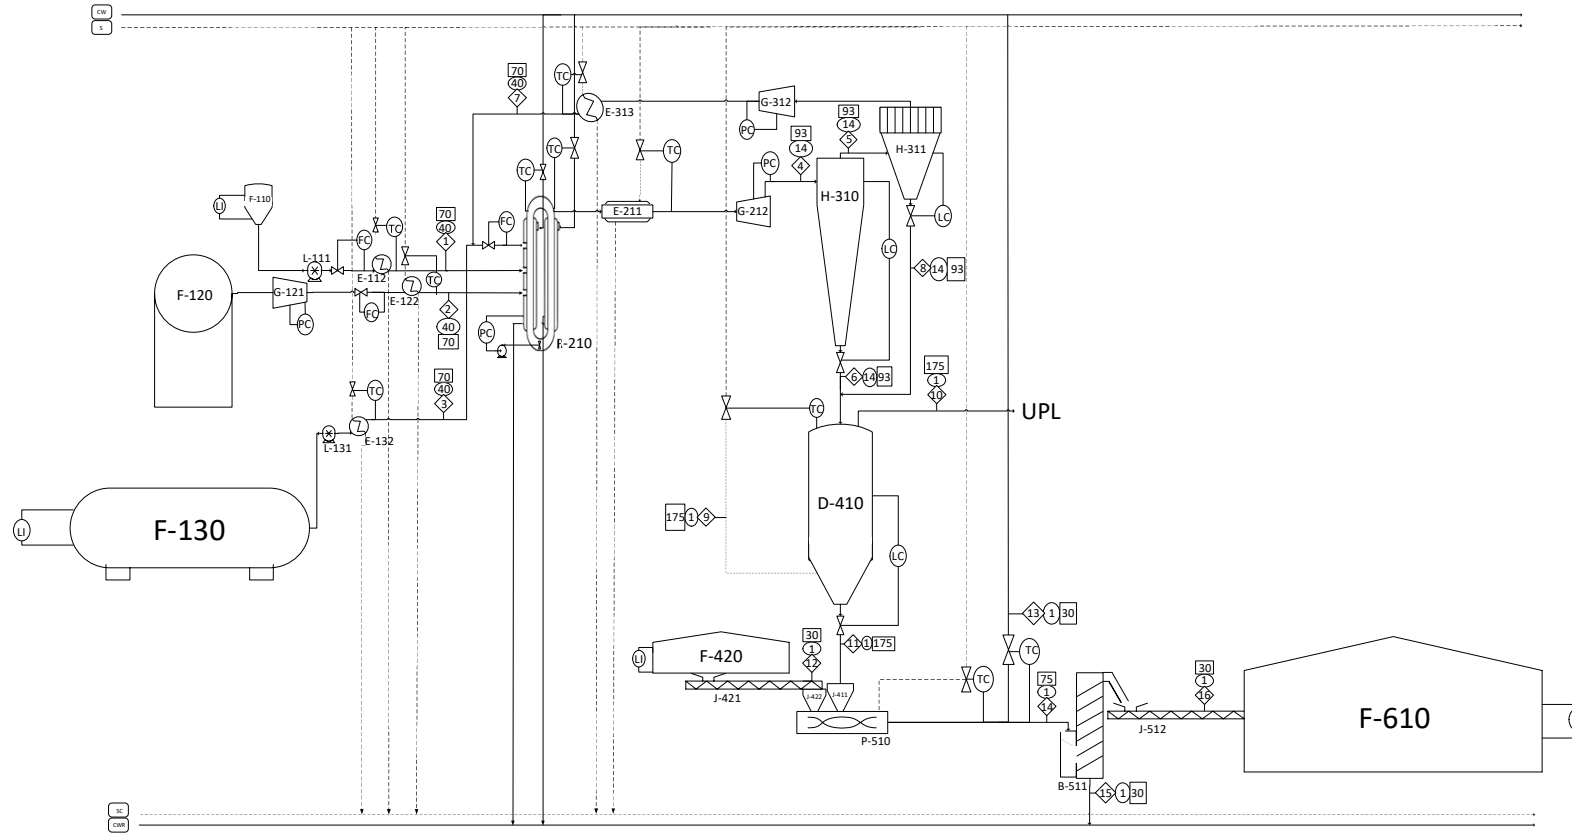 CW
S
70
40
7
TC
E-313
G-312
PC
93
14
5
H-311
LC
93
14
4
PC
H-310
TC
TC
TC
E-211
G-212
LI
F-110
L-111
FC
TC
E-112
70
40
1
FC
LC
8
14
93
F-120
G-121
PC
FC
E-122
TC
2
40
70
PC
R-210
6
14
93
TC
70
40
3
E-132
L-131
TC
175
1
10
UPL
LI
F-130
175
1
9
D-410
LC
11
1
175
13
1
30
LI
F-420
30
1
12
J-421
J-422
J-411
P-510
TC
TC
75
1
14
B-511
15
1
30
30
1
16
J-512
F-610
SC
CWR